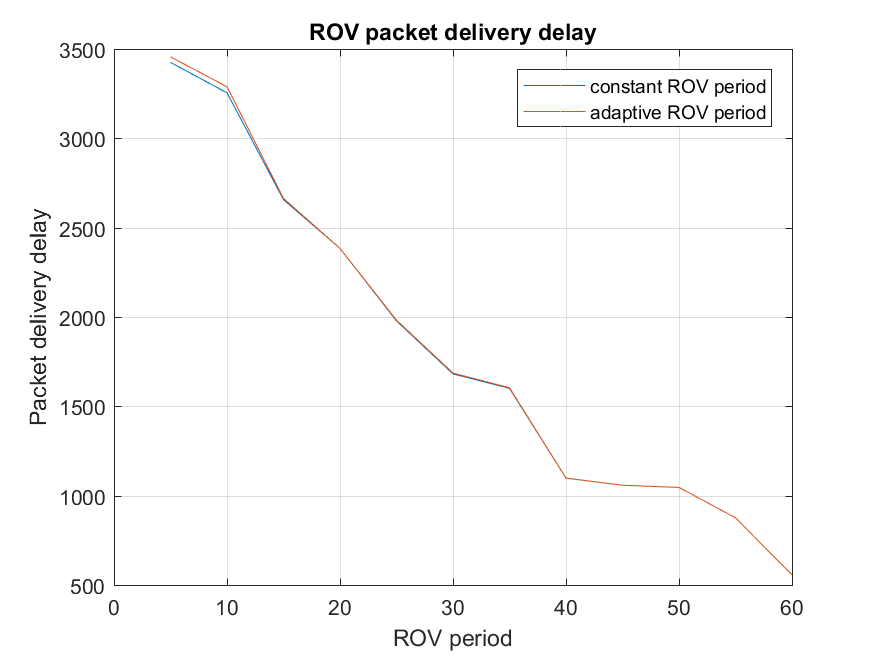 ROV packet delivery delay
3500
3000
2500
2000
1500
1000
500
Packet delivery delay
constant ROV period
adaptive ROV period
0 10 20 30 40 50 60
ROV period